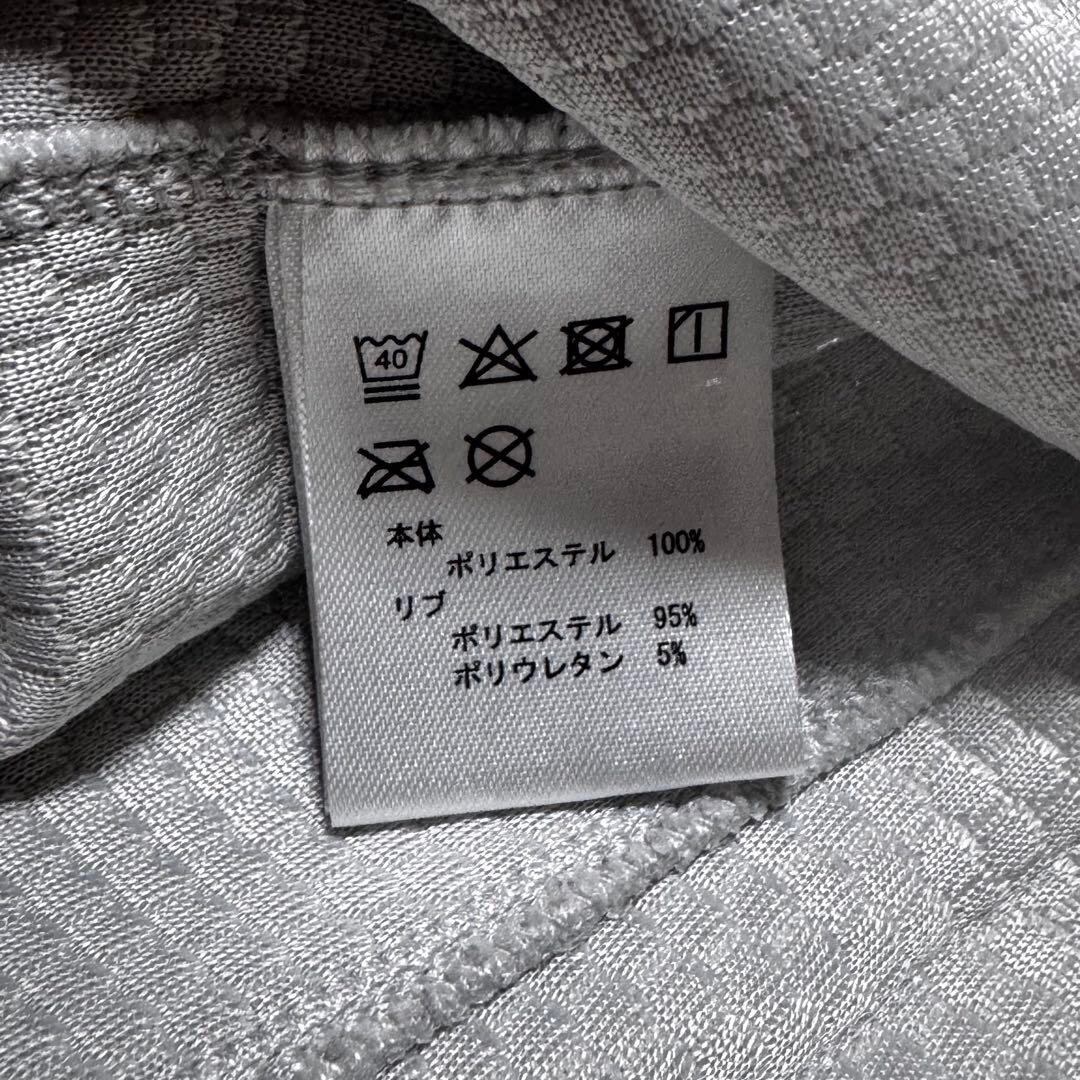 40
本体
ポリエステル 100%
リブ
ポリエステル 95%
ポリウレタン 5%